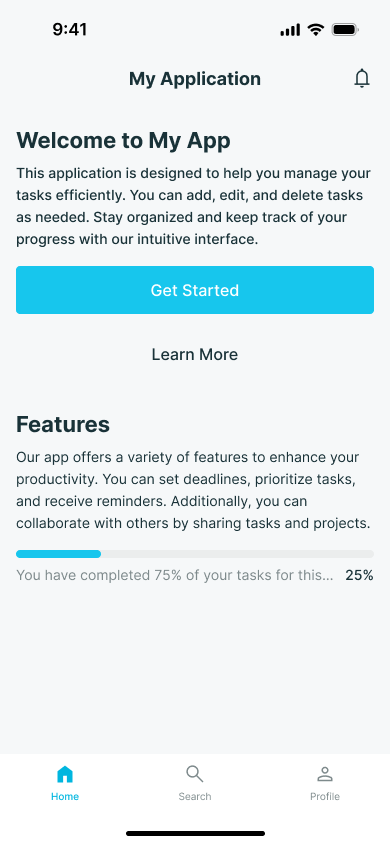 9:41
My Application
Welcome to My App
This application is designed to help you manage your
tasks efficiently. You can add, edit, and delete tasks
as needed. Stay organized and keep track of your
progress with our intuitive interface.
Get Started
Learn More
Features
Our app offers a variety of features to enhance your
productivity. You can set deadlines, prioritize tasks,
and receive reminders. Additionally, you can
collaborate with others by sharing tasks and projects.
You have completed 75% of your tasks for this... 25%
Home Search Profile